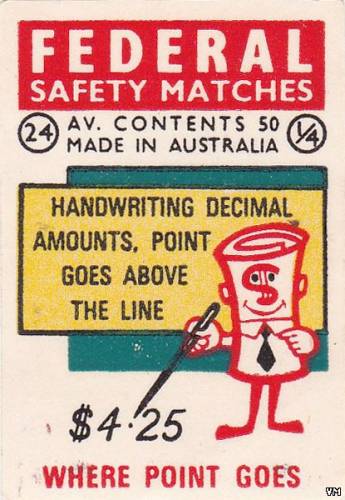 FEDERAL
SAFETY MATCHES
24 AV. CONTENTS 50 1/4
MADE IN AUSTRALIA
HANDWRITING DECIMAL
AMOUNTS, POINT
GOES ABOVE
THE LINE
$
$4·25
WHERE POINT GOES
VM